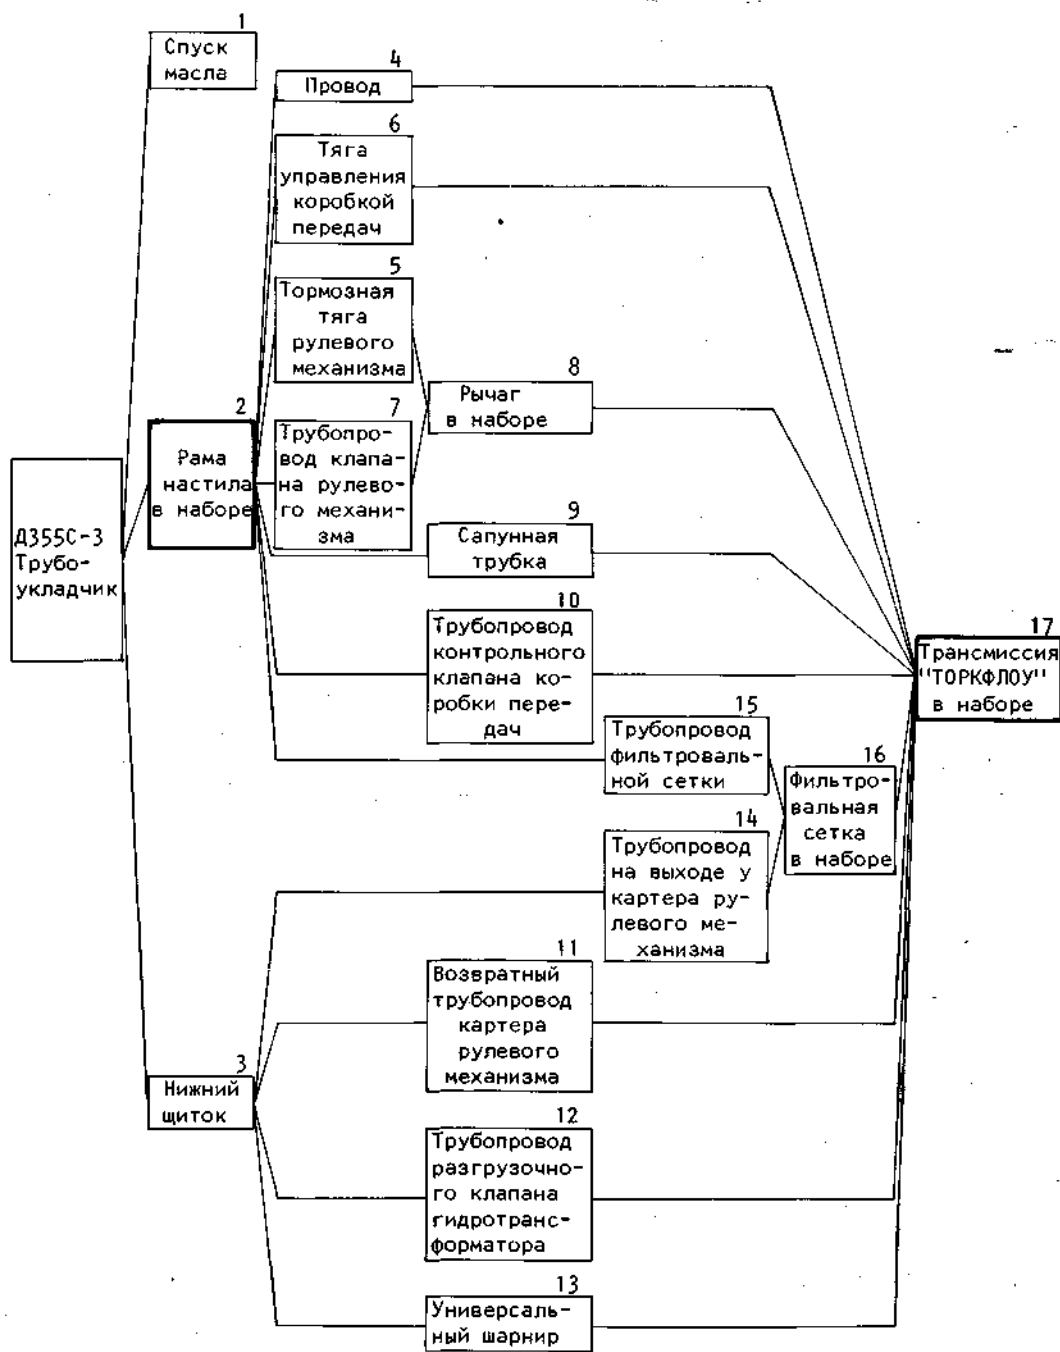 1
Спуск
масла
4
Провод
6
Тяга
управления
коробкой
передач
5
Тормозная
тяга
рулевого
механизма
8
Рычаг
в наборе
2
Рама
настила
в наборе
7
Трубопро-
вод клапа-
на рулево-
го механи-
зма
Д355С-3
Трубо-
укладчик
9
Сапунная
трубка
10
Трубопровод
контрольного
клапана ко-
робки пере-
дач
17
Трансмиссия
"ТОРКФЛОУ"
в наборе
15
Трубопровод
фильтроваль-
ной сетки
16
Фильтро-
вальная
сетка
в наборе
14
Трубопровод
на выходе у
картера ру-
левого ме-
ханизма
11
Возвратный
трубопровод
картера
рулевого
механизма
3
Нижний
щиток
12
Трубопровод
разгрузочно-
го клапана
гидротранс-
форматора
13
Универсаль-
ный шарнир